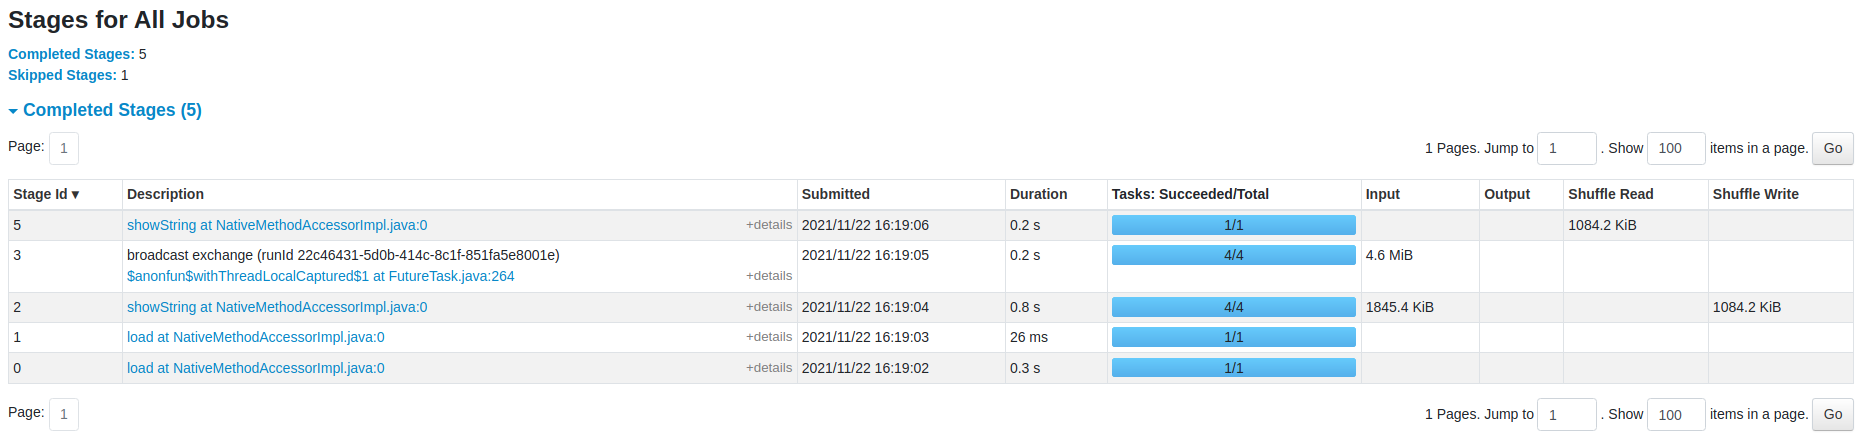 Stages for All Jobs
Completed Stages: 5
Skipped Stages: 1
Completed Stages (5)
Page: 1 1 Pages. Jump to 1 . Show 100 items in a page. Go
Stage Id ▾ Description Submitted Duration Tasks: Succeeded/Total Input Output Shuffle Read Shuffle Write
5 showString at NativeMethodAccessorImpl.java:0 +details 2021/11/22 16:19:06 0.2 s 1/1 1084.2 KiB
3 broadcast exchange (runId 22c46431-5d0b-414c-8c1f-851fa5e8001e) 2021/11/22 16:19:05 0.2 s 4/4 4.6 MiB
$anonfun$withThreadLocalCaptured$1 at FutureTask.java:264 +details
2 showString at NativeMethodAccessorImpl.java:0 +details 2021/11/22 16:19:04 0.8 s 4/4 1845.4 KiB 1084.2 KiB
1 load at NativeMethodAccessorImpl.java:0 +details 2021/11/22 16:19:03 26 ms 1/1
0 load at NativeMethodAccessorImpl.java:0 +details 2021/11/22 16:19:02 0.3 s 1/1
Page: 1 1 Pages. Jump to 1 . Show 100 items in a page. Go